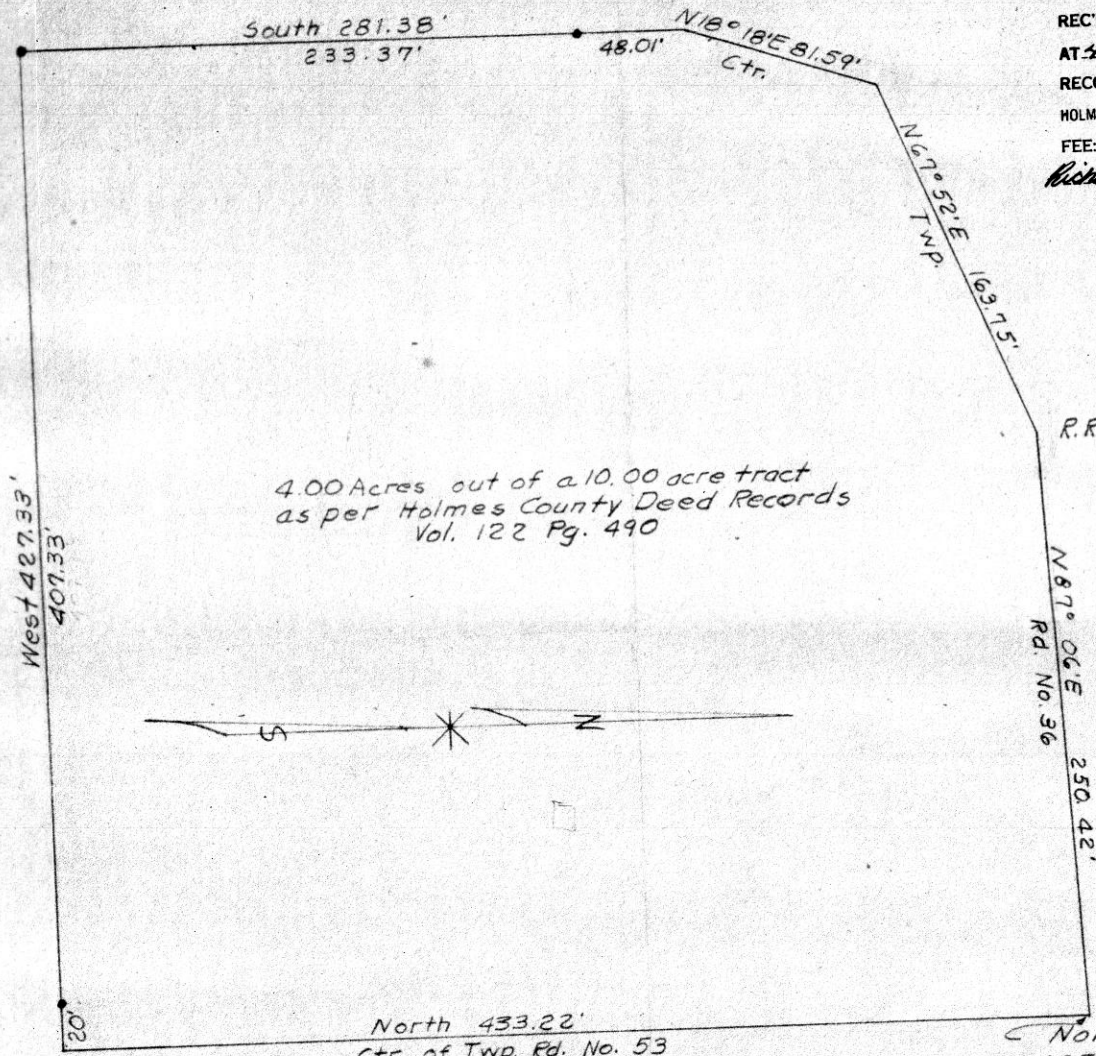 South 281.38'
233.37'
48.01'
N18° 18'E 81.59'
Ctr.
REC'
AT
RECO
HOLM
FEE:
N67° 52'E 163.75'
Twp.
R.R
4.00 Acres out of a 10.00 acre tract
as per Holmes County Deed Records
Vol. 122 Pg. 490
West 427.33'
407.33'
N87° 06'E 250.42'
Rd. No. 36
S N
20'
North 433.22'
Ctr. of Twp. Rd. No. 53